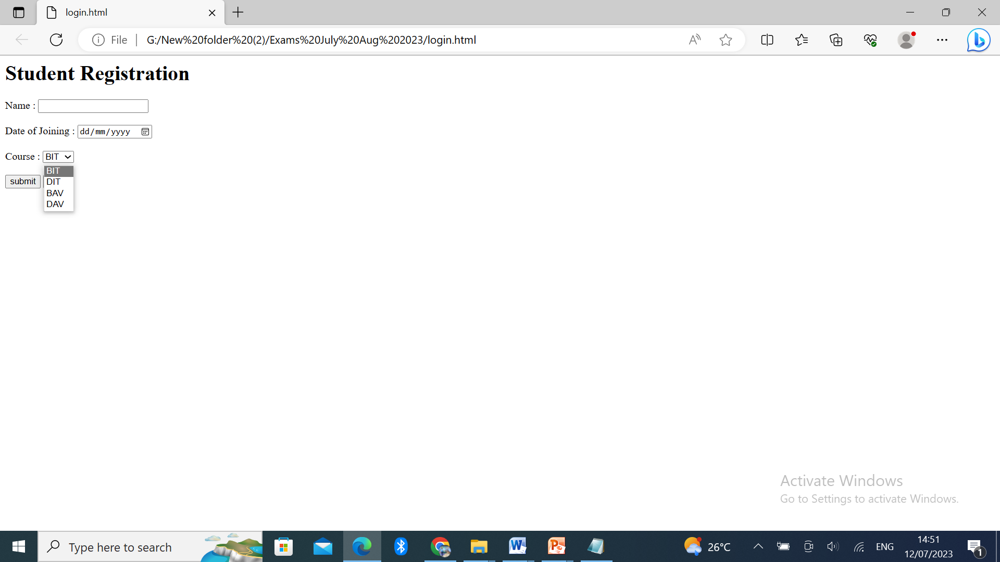 login.html
File
G:/New%20folder%20(2)/Exams%20July%20Aug%202023/login.html
Student Registration
Name :
Date of Joining : dd/mm/yyyy
Course : BIT
BIT
submit
DIT
BAV
DAV
Activate Windows
Go to Settings to activate Windows.
Type here to search
26°C
ENG
14:51
12/07/2023
1